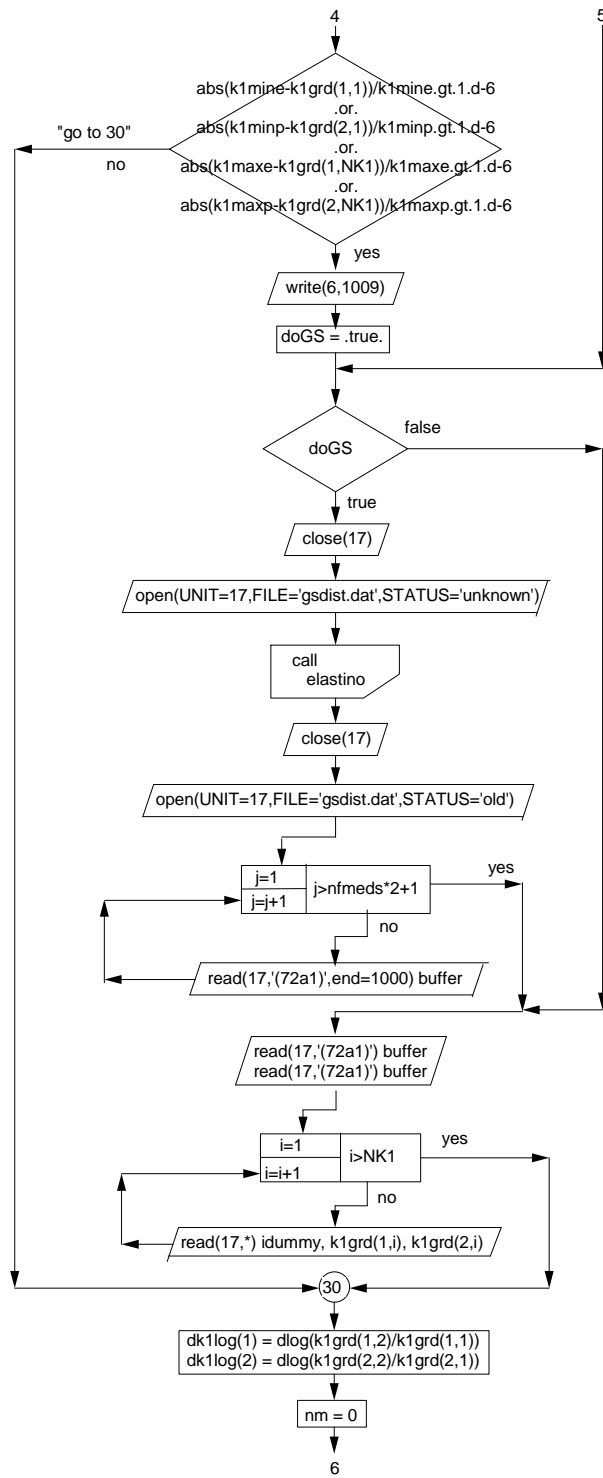 4
5
abs(k1mine-k1grd(1,1))/k1mine.gt.1.d-6
.or.
abs(k1minp-k1grd(2,1))/k1minp.gt.1.d-6
.or.
abs(k1maxe-k1grd(1,NK1))/k1maxe.gt.1.d-6
.or.
abs(k1maxp-k1grd(2,NK1))/k1maxp.gt.1.d-6
"go to 30"
no
yes
write(6,1009)
doGS = .true.
doGS
false
true
close(17)
open(UNIT=17,FILE='gsdist.dat',STATUS='unknown')
call
elastino
close(17)
open(UNIT=17,FILE='gsdist.dat',STATUS='old')
j=1
j=j+1
j>nfmeds*2+1
yes
no
read(17,'(72a1)',end=1000) buffer
read(17,'(72a1)') buffer
read(17,'(72a1)') buffer
i=1
i=i+1
i>NK1
yes
no
read(17,*) idummy, k1grd(1,i), k1grd(2,i)
30
dk1log(1) = dlog(k1grd(1,2)/k1grd(1,1))
dk1log(2) = dlog(k1grd(2,2)/k1grd(2,1))
nm = 0
6